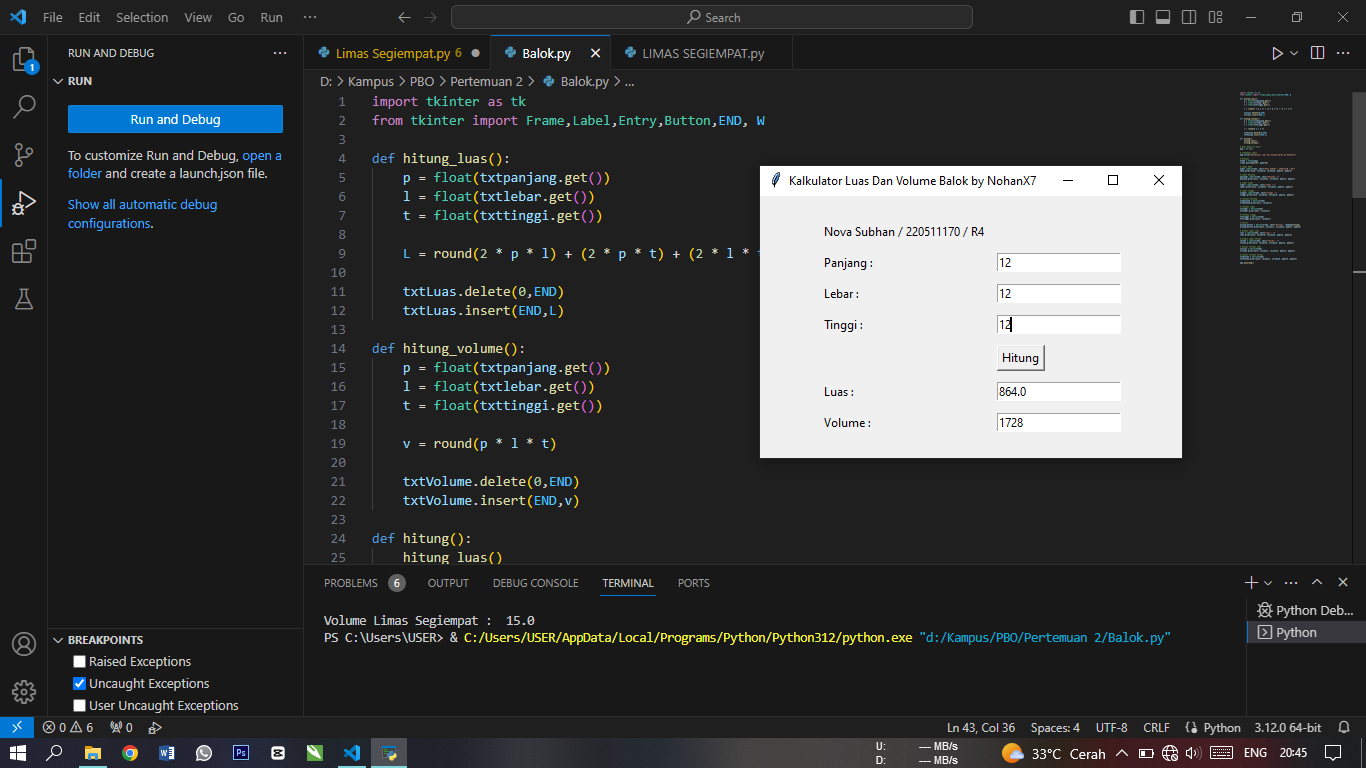 File Edit Selection View Go Run ··· Search
RUN AND DEBUG ···
RUN
Run and Debug
To customize Run and Debug, open a
folder and create a launch.json file.
Show all automatic debug
configurations.
1
Limas Segiempat.py 6 Balok.py LIMAS SEGIEMPAT.py
D: > Kampus > PBO > Pertemuan 2 > Balok.py > ...
1 import tkinter as tk
2 from tkinter import Frame,Label,Entry,Button,END, W
3
4 def hitung_luas():
5 p = float(txtpanjang.get())
6 l = float(txtlebar.get())
7 t = float(txttinggi.get())
8
9 L = round(2 * p * l) + (2 * p * t) + (2 * l *
10
11 txtLuas.delete(0,END)
12 txtLuas.insert(END,L)
13
14 def hitung_volume():
15 p = float(txtpanjang.get())
16 l = float(txtlebar.get())
17 t = float(txttinggi.get())
18
19 v = round(p * l * t)
20
21 txtVolume.delete(0,END)
22 txtVolume.insert(END,v)
23
24 def hitung():
25 hitung_luas()
Kalkulator Luas Dan Volume Balok by NohanX7
Nova Subhan / 220511170 / R4
Panjang : 12
Lebar : 12
Tinggi : 12
Hitung
Luas : 864.0
Volume : 1728
PROBLEMS 6 OUTPUT DEBUG CONSOLE TERMINAL PORTS
Volume Limas Segiempat : 15.0
PS C:\Users\USER> & C:/Users/USER/AppData/Local/Programs/Python/Python312/python.exe "d:/Kampus/PBO/Pertemuan 2/Balok.py"
Python Deb...
Python
BREAKPOINTS
Raised Exceptions
Uncaught Exceptions
User Uncaught Exceptions
0 6 0 Ln 43, Col 36 Spaces: 4 UTF-8 CRLF Python 3.12.0 64-bit
U: --- MB/s
D: --- MB/s
33°C Cerah ENG 20:45